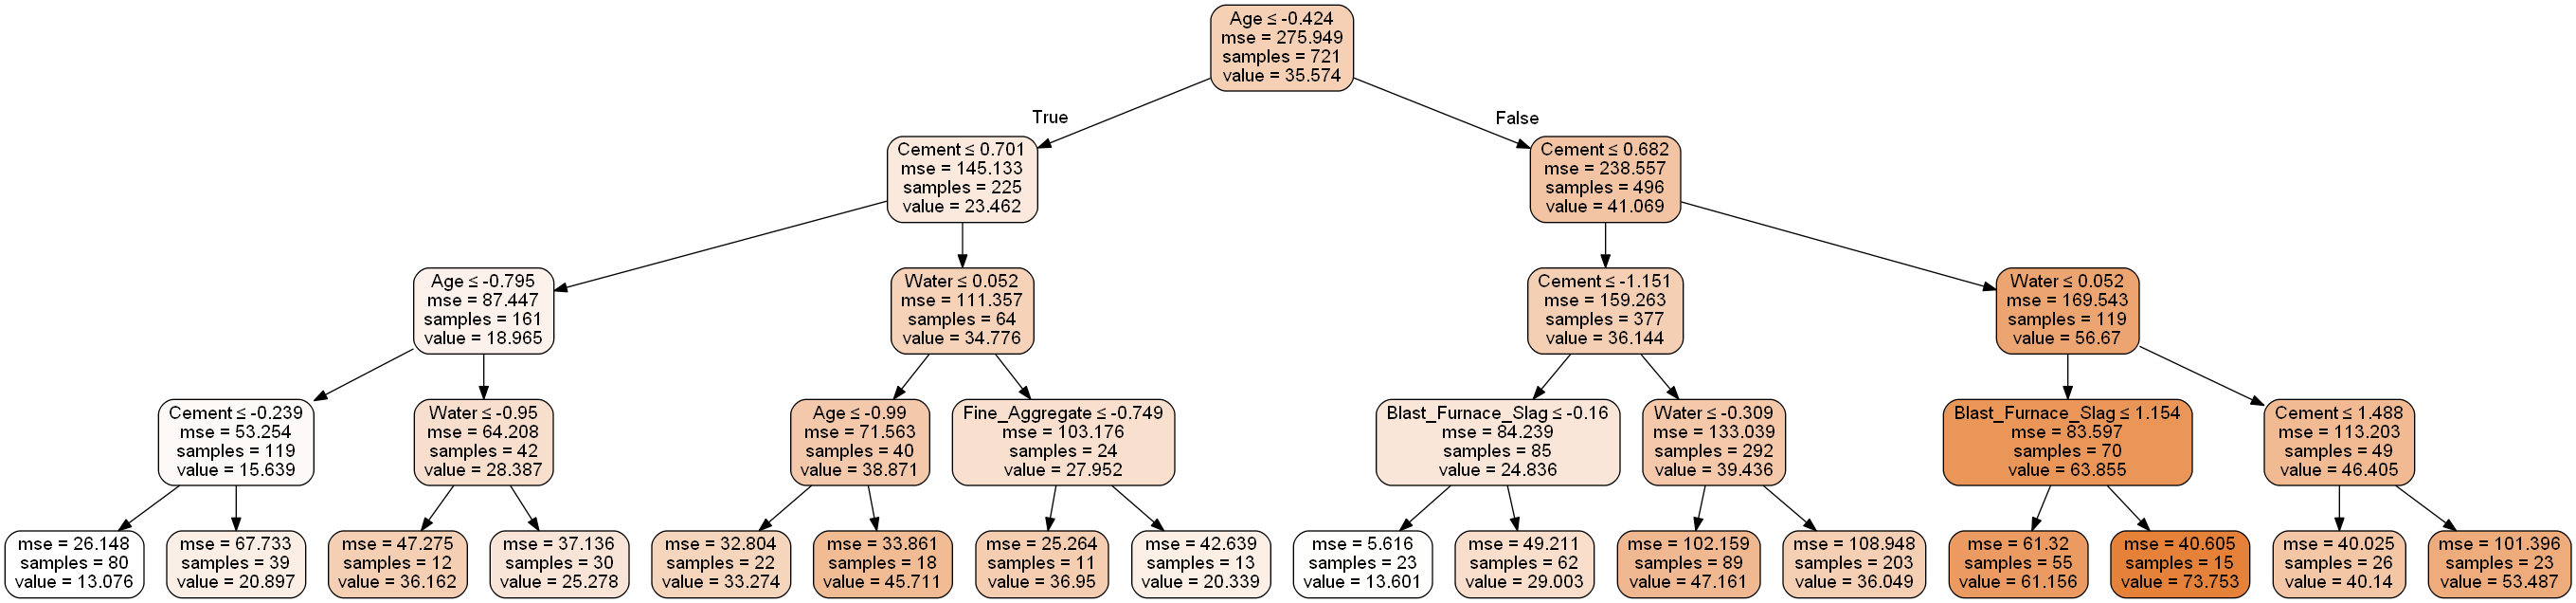 Age ≤ -0.424
mse = 275.949
samples = 721
value = 35.574
True
False
Cement ≤ 0.701
mse = 145.133
samples = 225
value = 23.462
Cement ≤ 0.682
mse = 238.557
samples = 496
value = 41.069
Age ≤ -0.795
mse = 87.447
samples = 161
value = 18.965
Water ≤ 0.052
mse = 111.357
samples = 64
value = 34.776
Cement ≤ -1.151
mse = 159.263
samples = 377
value = 36.144
Water ≤ 0.052
mse = 169.543
samples = 119
value = 56.67
Cement ≤ -0.239
mse = 53.254
samples = 119
value = 15.639
Water ≤ -0.95
mse = 64.208
samples = 42
value = 28.387
Age ≤ -0.99
mse = 71.563
samples = 40
value = 38.871
Fine_Aggregate ≤ -0.749
mse = 103.176
samples = 24
value = 27.952
Blast_Furnace_Slag ≤ -0.16
mse = 84.239
samples = 85
value = 24.836
Water ≤ -0.309
mse = 133.039
samples = 292
value = 39.436
Blast_Furnace_Slag ≤ 1.154
mse = 83.597
samples = 70
value = 63.855
Cement ≤ 1.488
mse = 113.203
samples = 49
value = 46.405
mse = 26.148
samples = 80
value = 13.076
mse = 67.733
samples = 39
value = 20.897
mse = 47.275
samples = 12
value = 36.162
mse = 37.136
samples = 30
value = 25.278
mse = 32.804
samples = 22
value = 33.274
mse = 33.861
samples = 18
value = 45.711
mse = 25.264
samples = 11
value = 36.95
mse = 42.639
samples = 13
value = 20.339
mse = 5.616
samples = 23
value = 13.601
mse = 49.211
samples = 62
value = 29.003
mse = 102.159
samples = 89
value = 47.161
mse = 108.948
samples = 203
value = 36.049
mse = 61.32
samples = 55
value = 61.156
mse = 40.605
samples = 15
value = 73.753
mse = 40.025
samples = 26
value = 40.14
mse = 101.396
samples = 23
value = 53.487